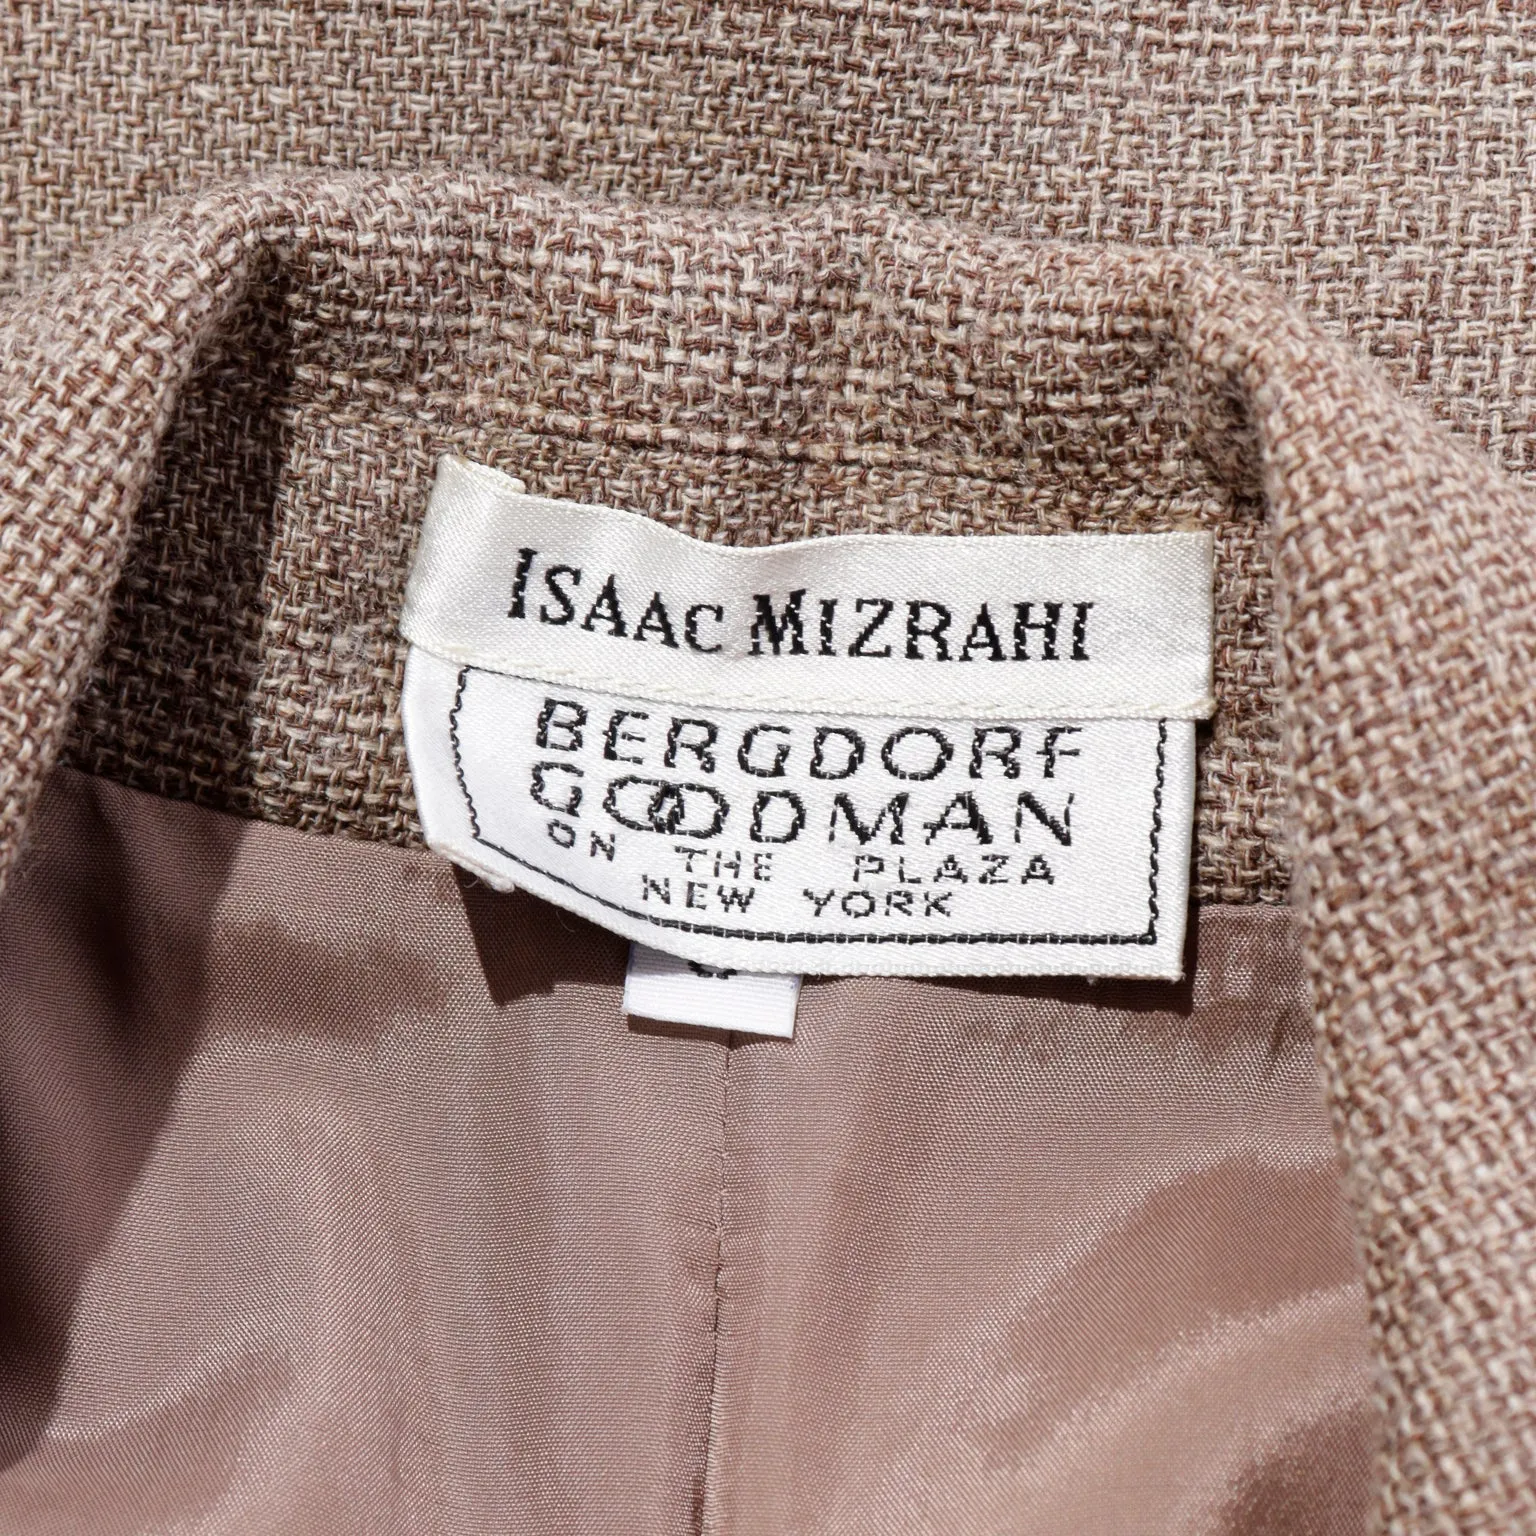 ISAAC MIZRAHI
BERGDORF
GOODMAN
ON THE PLAZA
NEW YORK